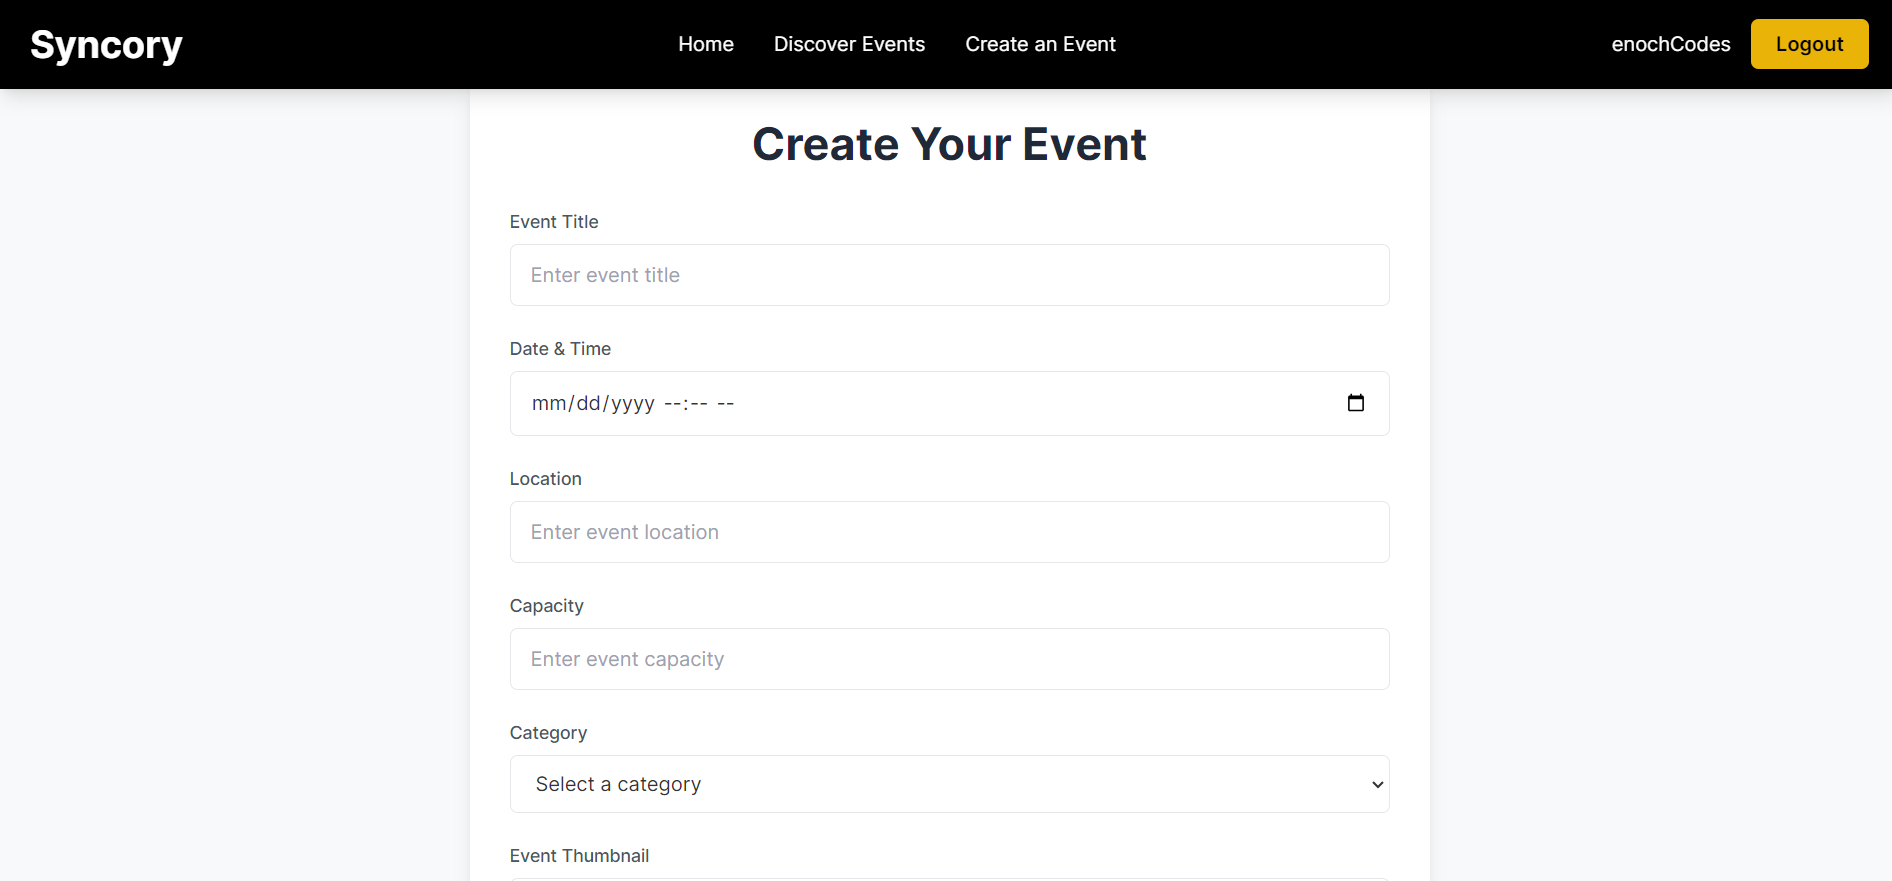 Syncory
Home
Discover Events
Create an Event
enochCodes
Logout
Create Your Event
Event Title
Enter event title
Date & Time
mm/dd/yyyy --:-- --
Location
Enter event location
Capacity
Enter event capacity
Category
Select a category
Event Thumbnail